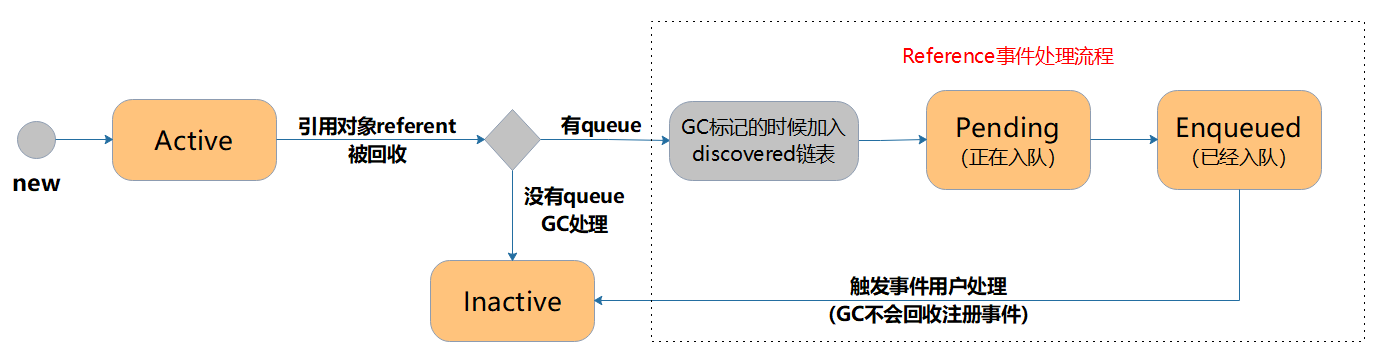 Reference事件处理流程
new
Active
引用对象referent
被回收
有queue
没有queue
GC处理
GC标记的时候加入
discovered链表
Pending
(正在入队)
Enqueued
(已经入队)
Inactive
触发事件用户处理
(GC不会回收注册事件)